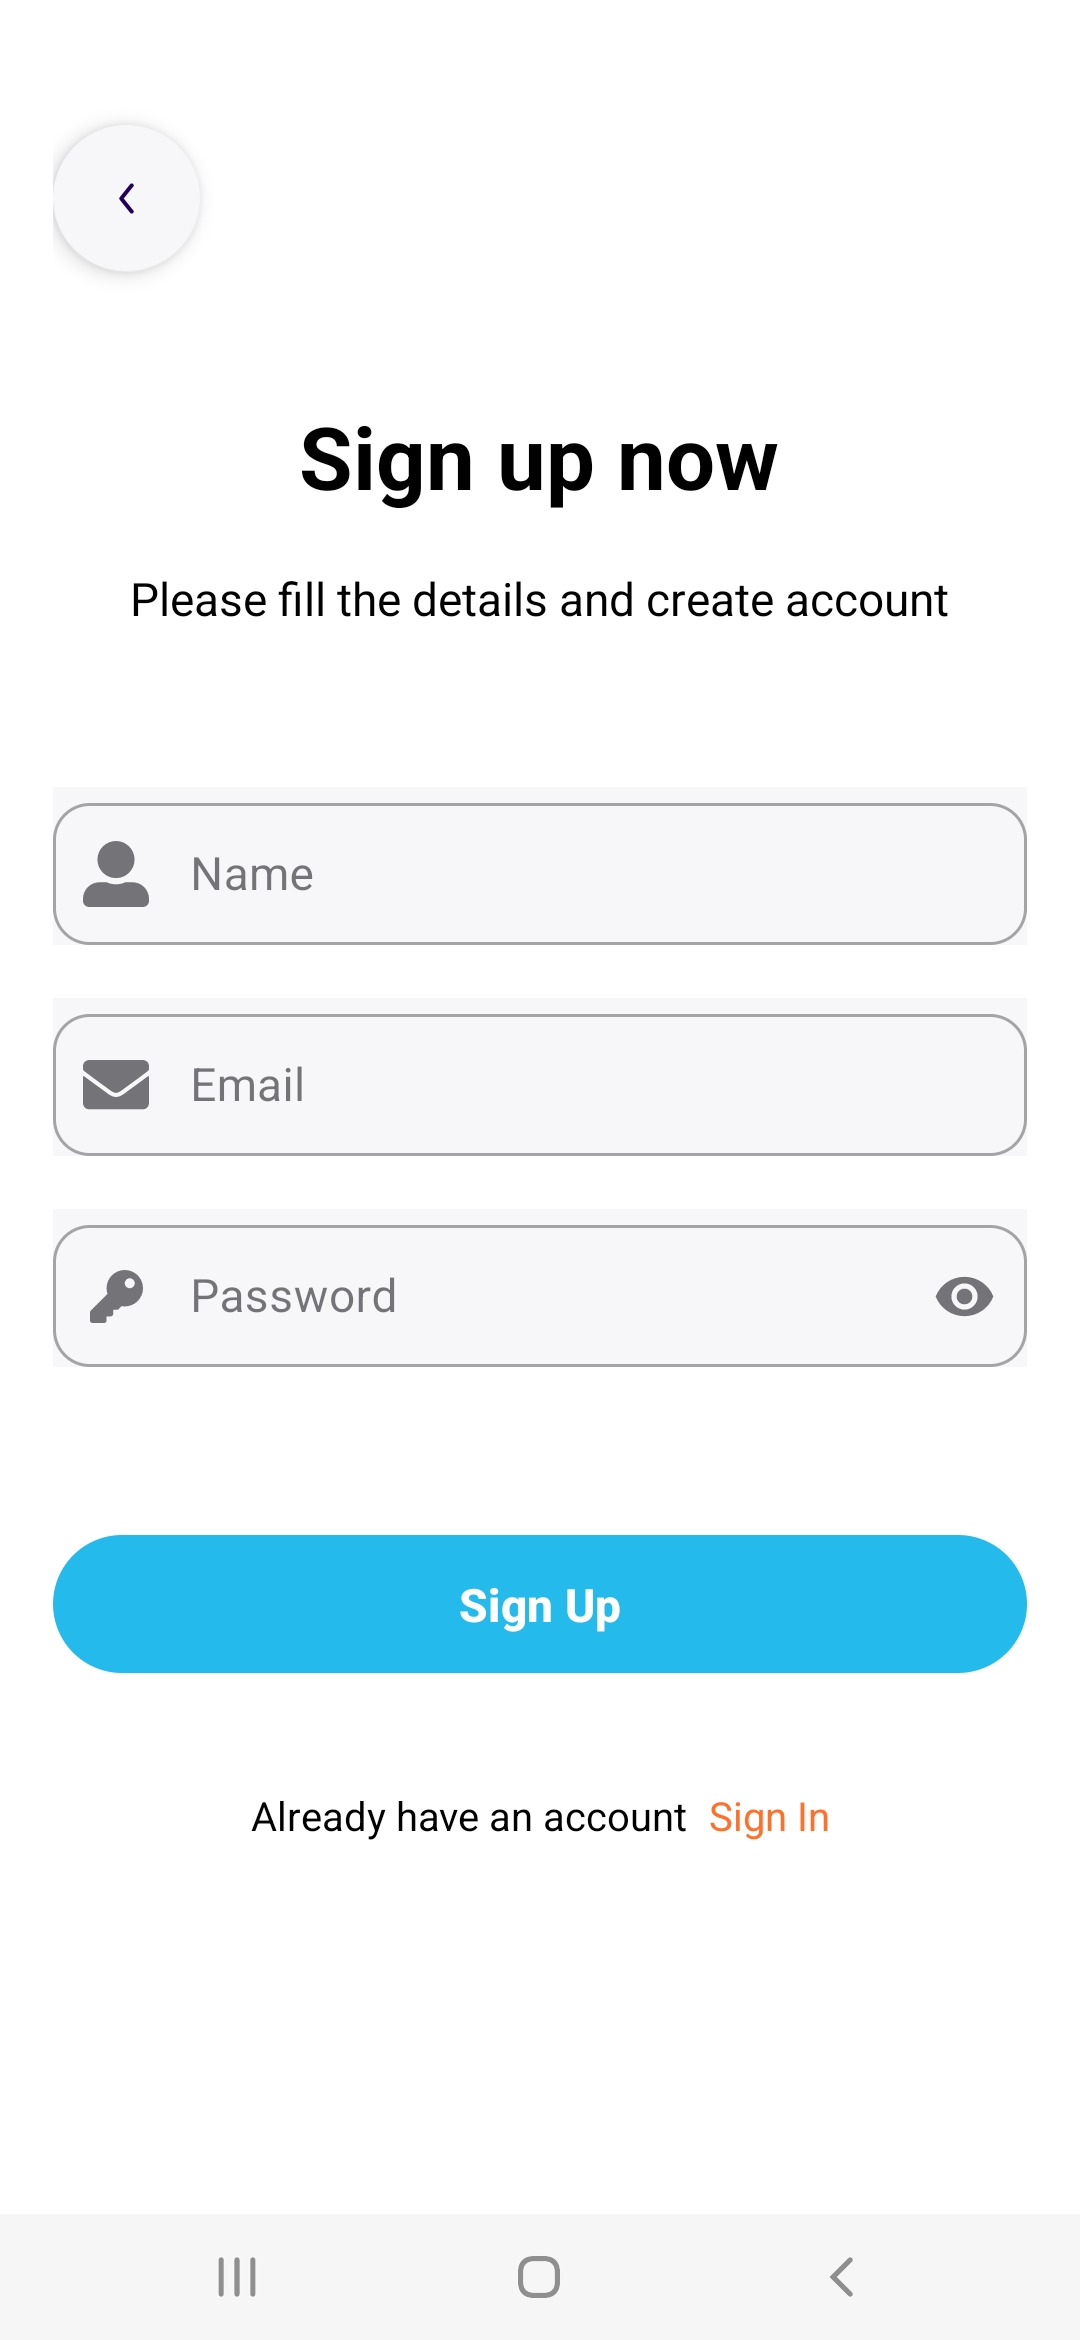 Sign up now
Please fill the details and create account
Name
Email
Password
Sign Up
Already have an account Sign In